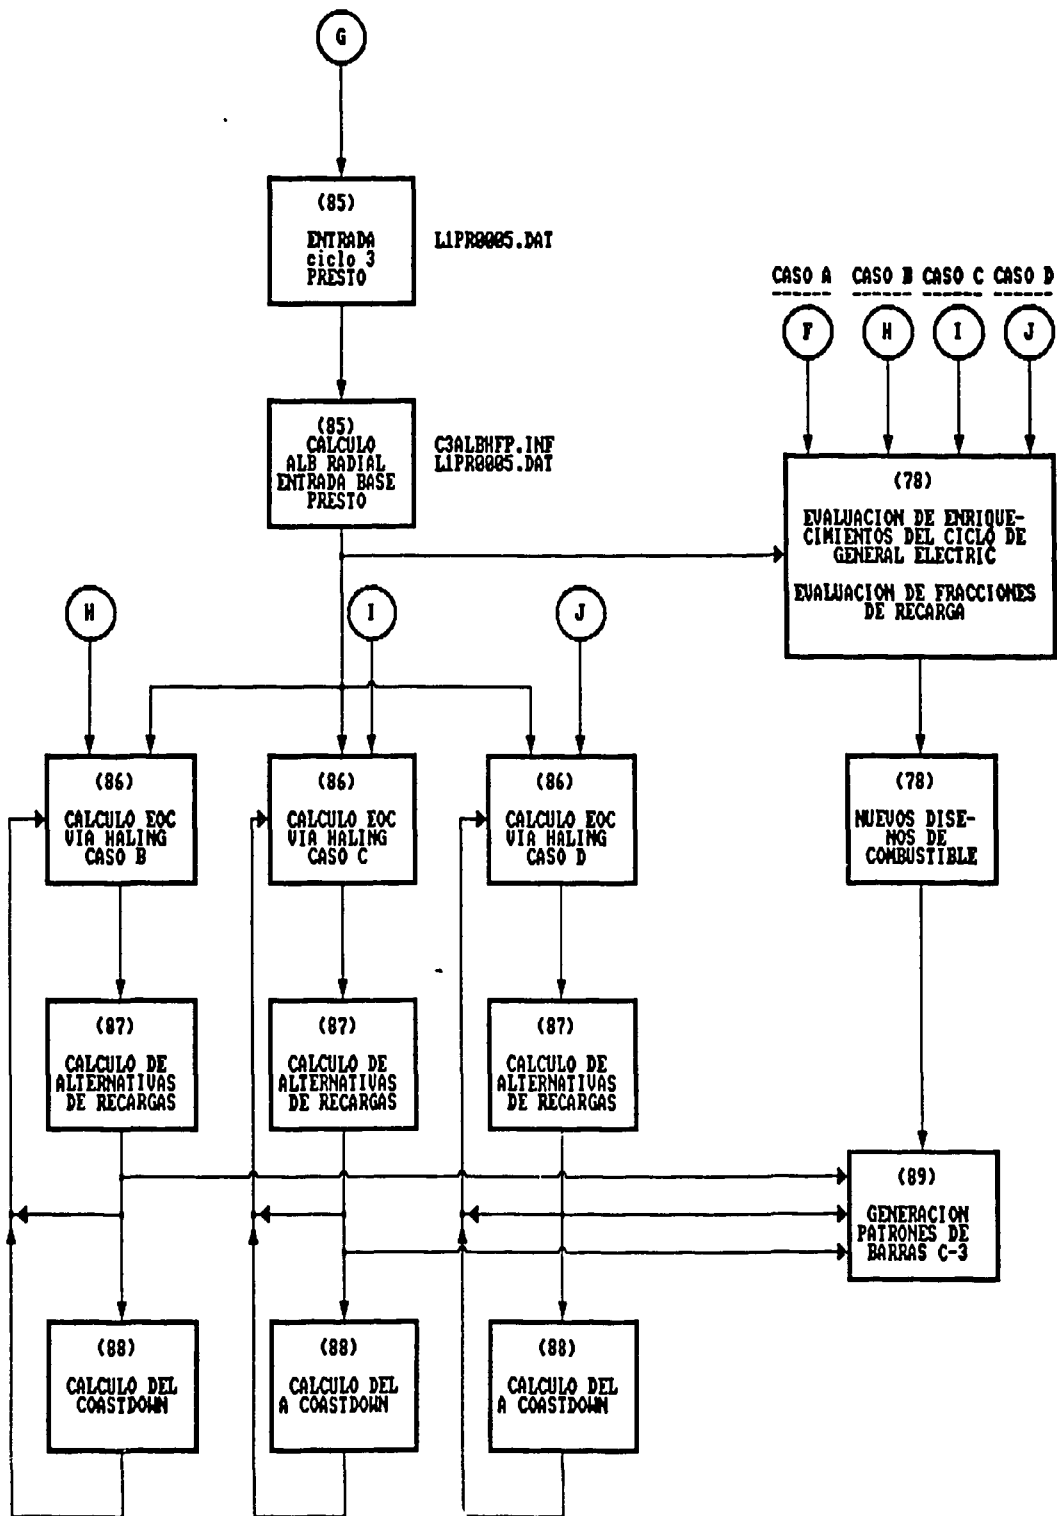 G
(85)
ENTRADA
ciclo 3
PRESTO
L1PR0005.DAT
CASO A CASO B CASO C CASO D
F H I J
(85)
CALCULO
ALB RADIAL
ENTRADA BASE
PRESTO
C3ALBHFP.INF
L1PR0005.DAT
(78)
EVALUACION DE ENRIQUE-
CIMIENTOS DEL CICLO DE
GENERAL ELECTRIC
EVALUACION DE FRACCIONES
DE RECARGA
H I J
(86)
CALCULO EOC
VIA HALING
CASO B
(86)
CALCULO EOC
VIA HALING
CASO C
(86)
CALCULO EOC
VIA HALING
CASO D
(78)
NUEVOS DISE-
NOS DE
COMBUSTIBLE
(87)
CALCULO DE
ALTERNATIVAS
DE RECARGAS
(87)
CALCULO DE
ALTERNATIVAS
DE RECARGAS
(87)
CALCULO DE
ALTERNATIVAS
DE RECARGAS
(89)
GENERACION
PATRONES DE
BARRAS C-3
(88)
CALCULO DEL
COASTDOWN
(88)
CALCULO DEL
A COASTDOWN
(88)
CALCULO DEL
A COASTDOWN